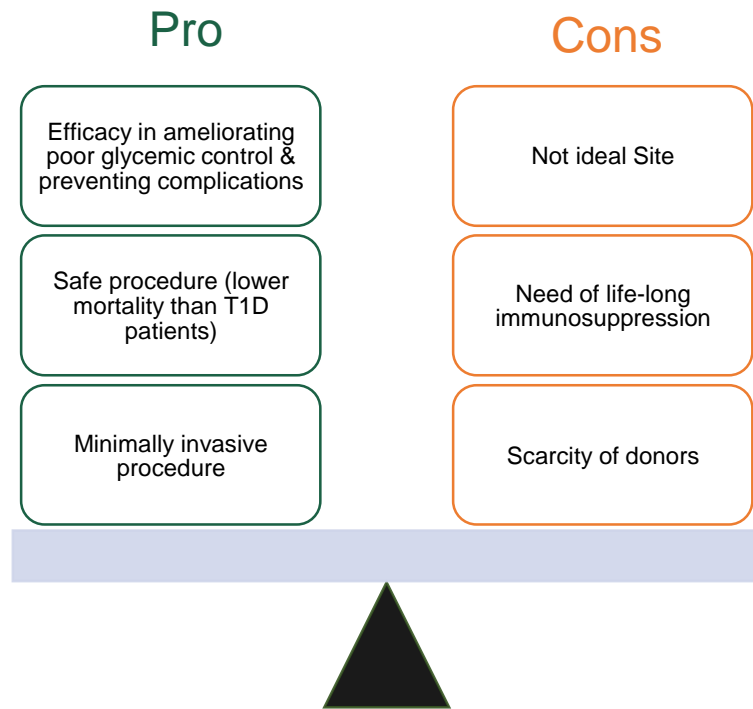 Pro
Cons
Efficacy in ameliorating
poor glycemic control &
preventing complications
Not ideal Site
Safe procedure (lower
mortality than T1D
patients)
Need of life-long
immunosuppression
Minimally invasive
procedure
Scarcity of donors